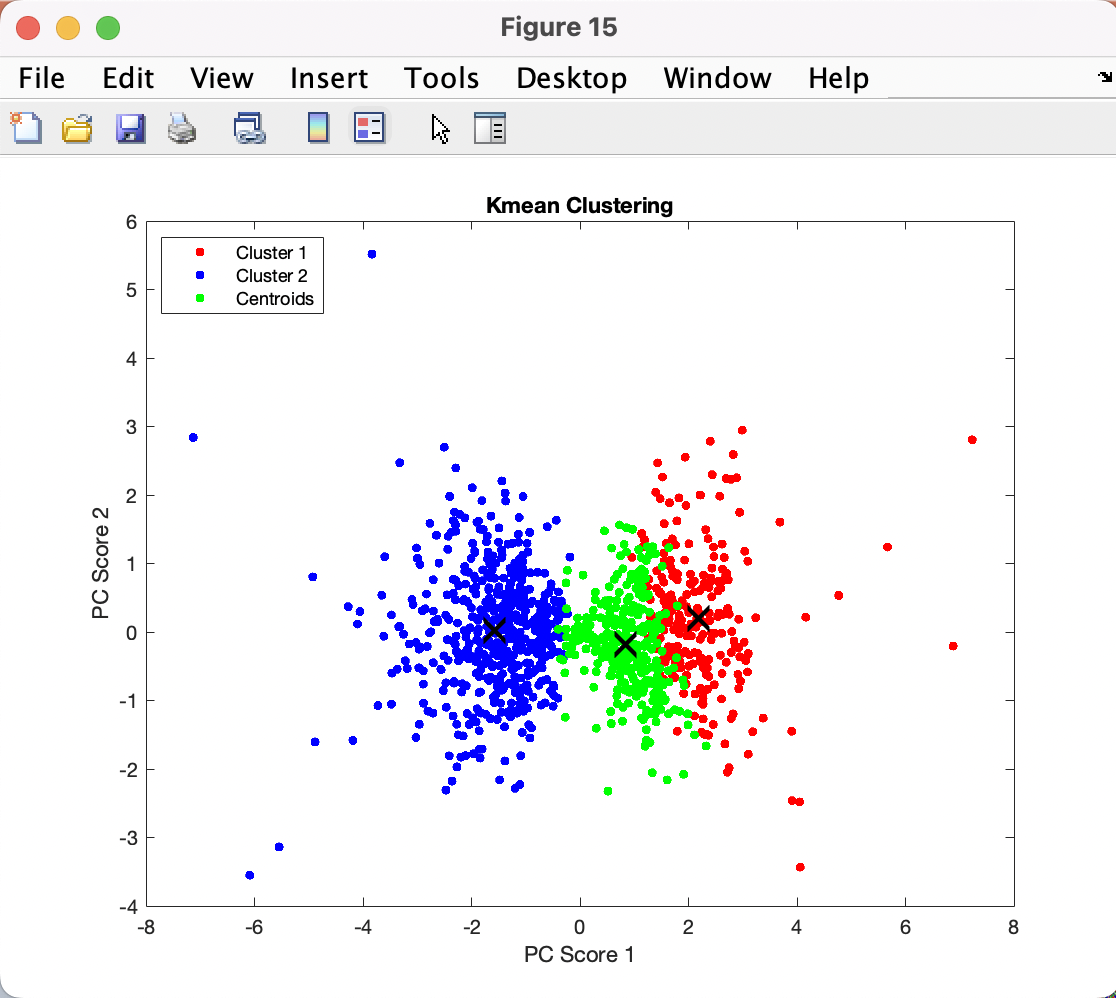 Figure 15
File Edit View Insert Tools Desktop Window Help
Kmean Clustering
Cluster 1
Cluster 2
Centroids
6
5
4
3
2
1
0
-1
-2
-3
-4
PC Score 2
-8 -6 -4 -2 0 2 4 6 8
PC Score 1